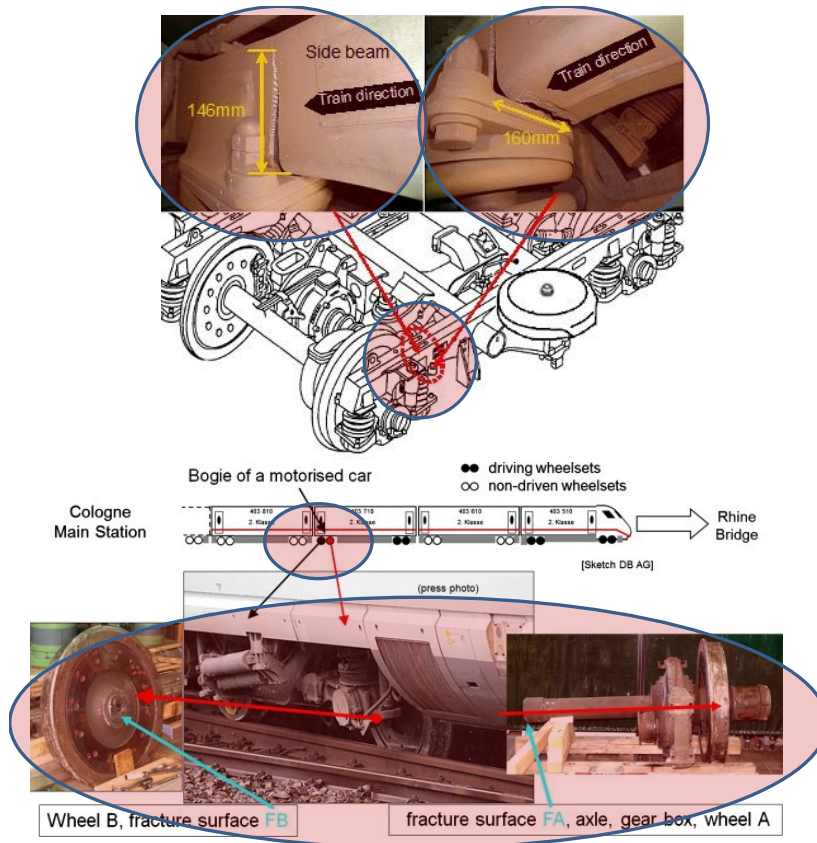 Side beam
Train direction
146mm
Train direction
160mm
Bogie of a motorised car
driving wheelsets
non-driven wheelsets
Cologne
Main Station
403 810
2. Klasse
403 710
2. Klasse
403 610
2. Klasse
403 510
2. Klasse
Rhine
Bridge
[Sketch DB AG]
(press photo)
Wheel B, fracture surface FB
fracture surface FA, axle, gear box, wheel A